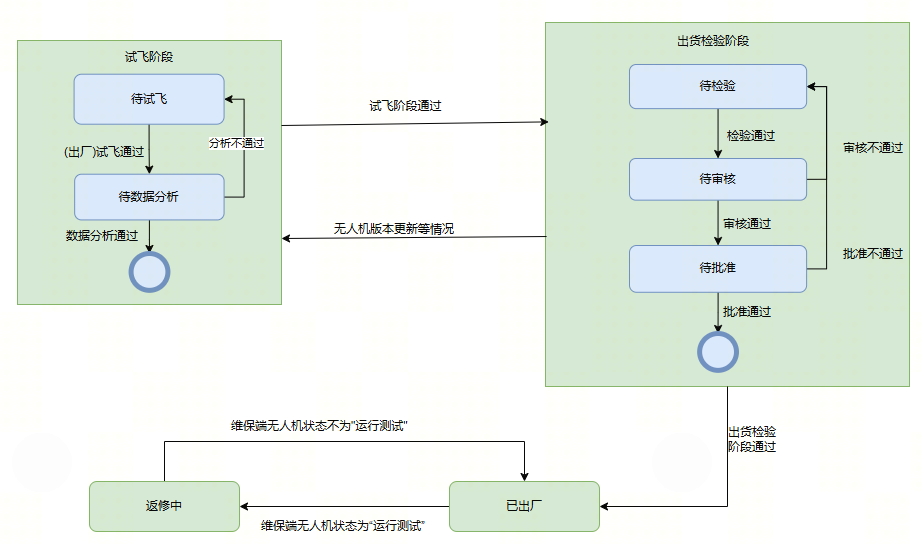 试飞阶段
待试飞
(出厂)试飞通过
分析不通过
待数据分析
数据分析通过
试飞阶段通过
无人机版本更新等情况
出货检验阶段
待检验
检验通过
审核不通过
待审核
审核通过
批准不通过
待批准
批准通过
出货检验
阶段通过
维保端无人机状态不为"运行测试"
返修中
已出厂
维保端无人机状态为“运行测试”